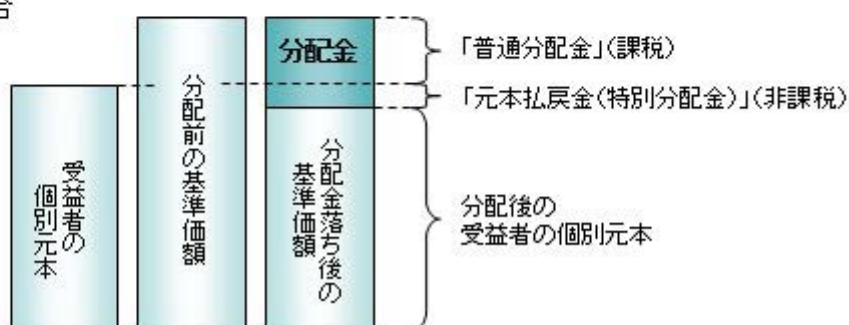 合
受益者の
個別元本
分配前の基準価額
分配金
分配金落ち後の
基準価額
「普通分配金」(課税)
「元本払戻金(特別分配金)」(非課税)
分配後の
受益者の個別元本